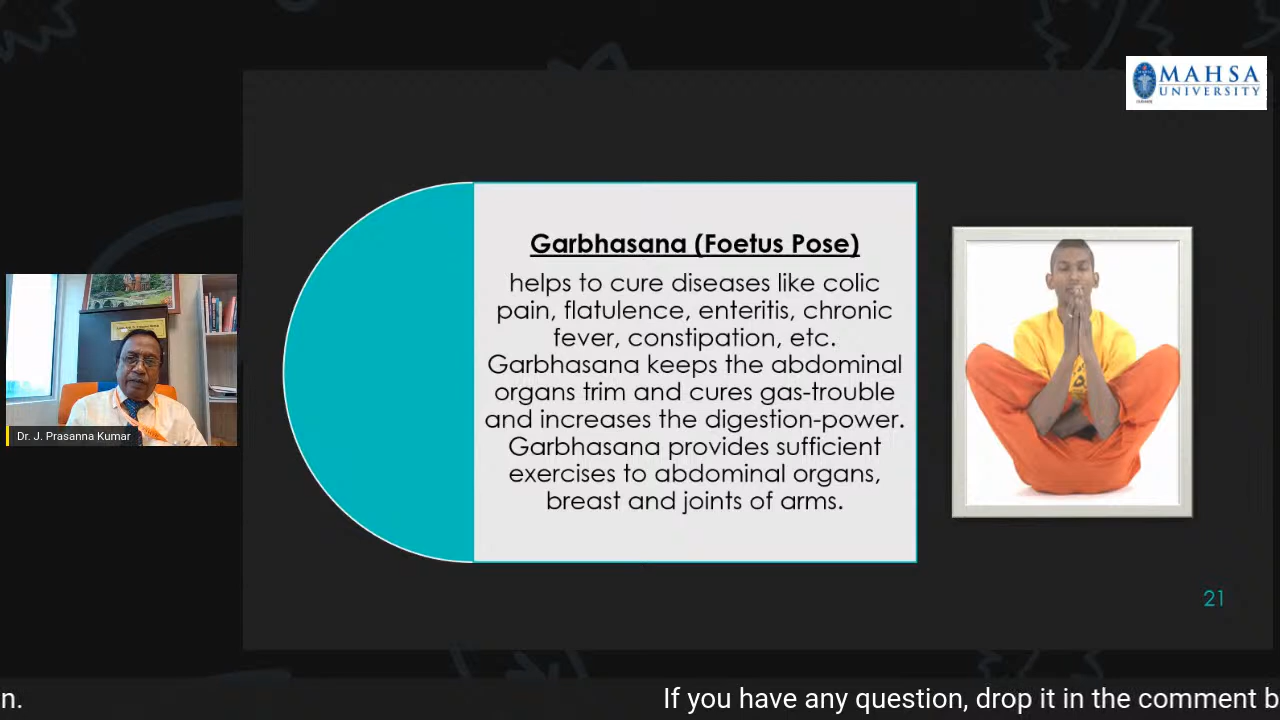 MAHSA
UNIVERSITY
Garbhasana (Foetus Pose)
helps to cure diseases like colic
pain, flatulence, enteritis, chronic
fever, constipation, etc.
Garbhasana keeps the abdominal
organs trim and cures gas-trouble
and increases the digestion-power.
Garbhasana provides sufficient
exercises to abdominal organs,
breast and joints of arms.
Dr. J. Prasanna Kumar
21
n.
If you have any question, drop it in the comment b